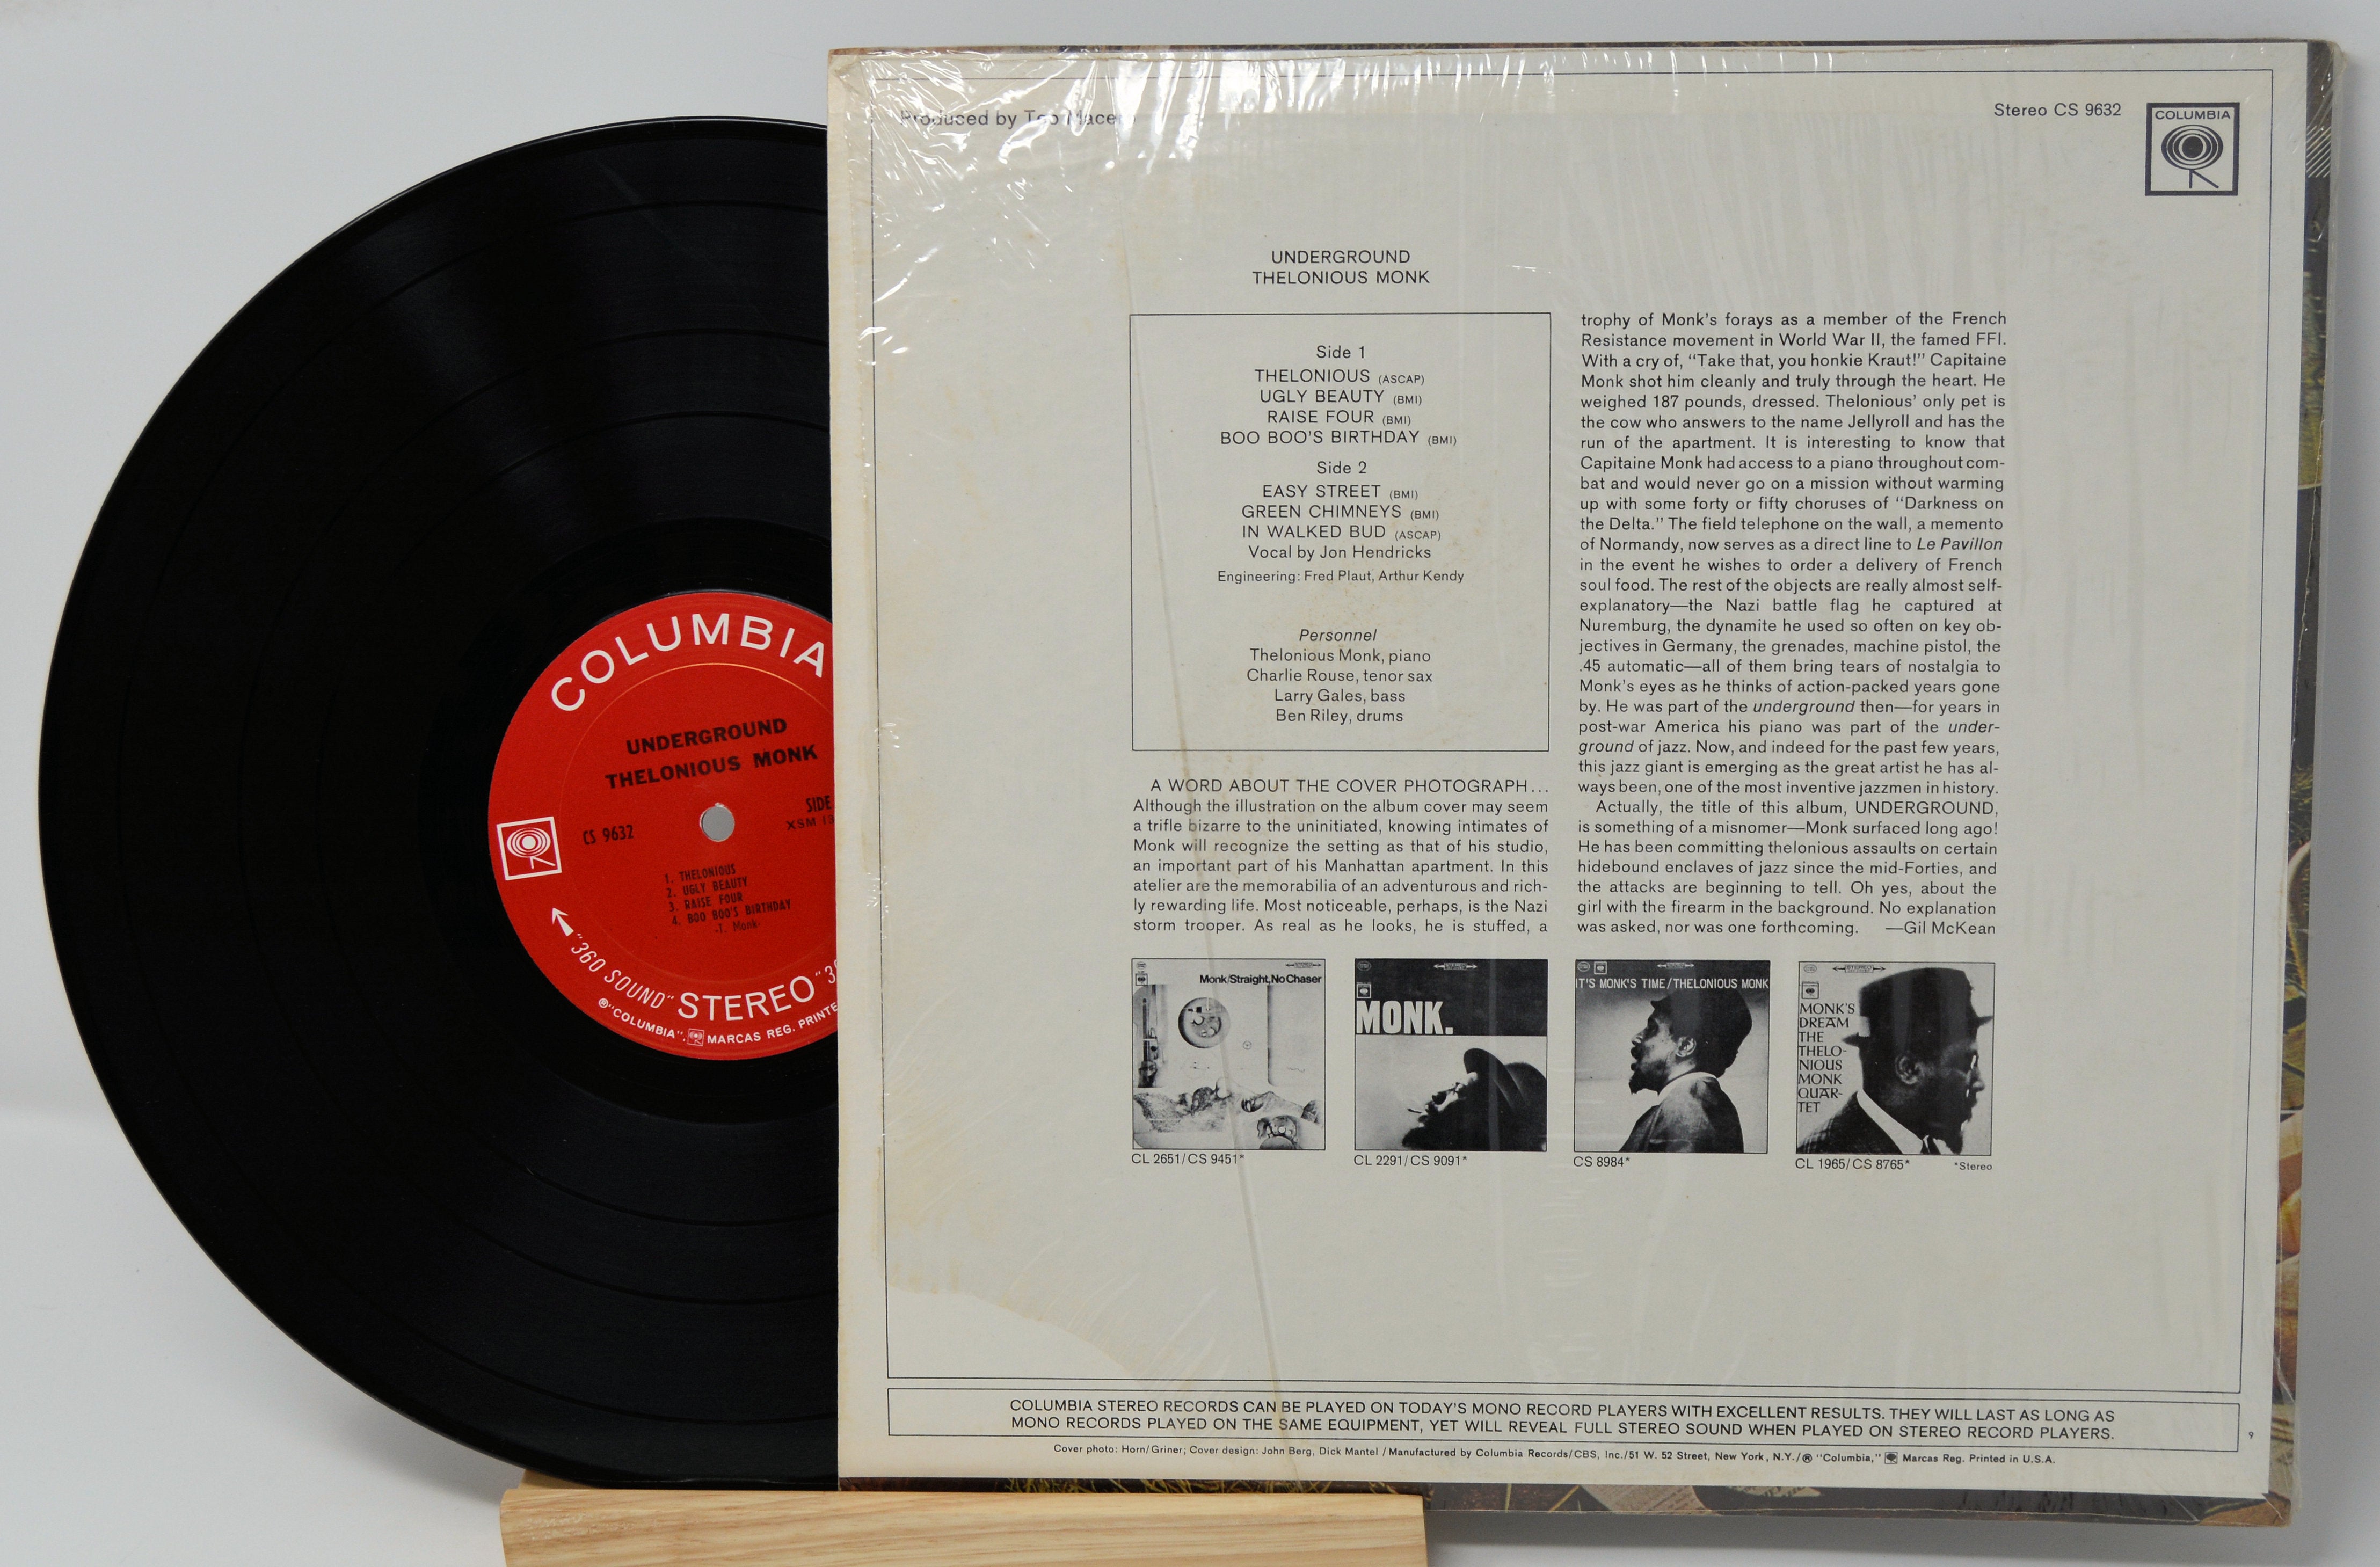 COLUMBIA
UNDERGROUND
THELONIOUS MONK
SIDE
CS 9632
XSM 13
1. THELONIOUS
2. UGLY BEAUTY
3. RAISE FOUR
4. BOO BOO'S BIRTHDAY
-T. Monk-
"360 SOUND" STEREO "3
® "COLUMBIA", MARCAS REG. PRINTE
Produced by Teo Macero
Stereo CS 9632
COLUMBIA
UNDERGROUND
THELONIOUS MONK
Side 1
THELONIOUS (ASCAP)
UGLY BEAUTY (BMI)
RAISE FOUR (BMI)
BOO BOO'S BIRTHDAY (BMI)
Side 2
EASY STREET (BMI)
GREEN CHIMNEYS (BMI)
IN WALKED BUD (ASCAP)
Vocal by Jon Hendricks
Engineering: Fred Plaut, Arthur Kendy
Personnel
Thelonious Monk, piano
Charlie Rouse, tenor sax
Larry Gales, bass
Ben Riley, drums
A WORD ABOUT THE COVER PHOTOGRAPH...
Although the illustration on the album cover may seem
a trifle bizarre to the uninitiated, knowing intimates of
Monk will recognize the setting as that of his studio,
an important part of his Manhattan apartment. In this
atelier are the memorabilia of an adventurous and rich-
ly rewarding life. Most noticeable, perhaps, is the Nazi
storm trooper. As real as he looks, he is stuffed, a
trophy of Monk's forays as a member of the French
Resistance movement in World War II, the famed FFI.
With a cry of, "Take that, you honkie Kraut!" Capitaine
Monk shot him cleanly and truly through the heart. He
weighed 187 pounds, dressed. Thelonious' only pet is
the cow who answers to the name Jellyroll and has the
run of the apartment. It is interesting to know that
Capitaine Monk had access to a piano throughout com-
bat and would never go on a mission without warming
up with some forty or fifty choruses of "Darkness on
the Delta." The field telephone on the wall, a memento
of Normandy, now serves as a direct line to Le Pavillon
in the event he wishes to order a delivery of French
soul food. The rest of the objects are really almost self-
explanatory—the Nazi battle flag he captured at
Nuremburg, the dynamite he used so often on key ob-
jectives in Germany, the grenades, machine pistol, the
.45 automatic—all of them bring tears of nostalgia to
Monk's eyes as he thinks of action-packed years gone
by. He was part of the underground then—for years in
post-war America his piano was part of the under-
ground of jazz. Now, and indeed for the past few years,
this jazz giant is emerging as the great artist he has al-
ways been, one of the most inventive jazzmen in history.
Actually, the title of this album, UNDERGROUND,
is something of a misnomer—Monk surfaced long ago!
He has been committing thelonious assaults on certain
hidebound enclaves of jazz since the mid-Forties, and
the attacks are beginning to tell. Oh yes, about the
girl with the firearm in the background. No explanation
was asked, nor was one forthcoming. —Gil McKean
Monk/Straight, No Chaser
CL 2651/CS 9451*
MONK.
CL 2291/CS 9091*
IT'S MONK'S TIME/THELONIOUS MONK
CS 8984*
STEREO
MONK'S
DREAM
THE
THELO-
NIOUS
MONK
QUAR-
TET
CL 1965/CS 8765*
*Stereo
COLUMBIA STEREO RECORDS CAN BE PLAYED ON TODAY'S MONO RECORD PLAYERS WITH EXCELLENT RESULTS. THEY WILL LAST AS LONG AS
MONO RECORDS PLAYED ON THE SAME EQUIPMENT, YET WILL REVEAL FULL STEREO SOUND WHEN PLAYED ON STEREO RECORD PLAYERS.
9
Cover photo: Horn/Griner; Cover design: John Berg, Dick Mantel / Manufactured by Columbia Records/CBS, Inc./51 W. 52 Street, New York, N.Y./® "Columbia," Marcas Reg. Printed in U.S.A.